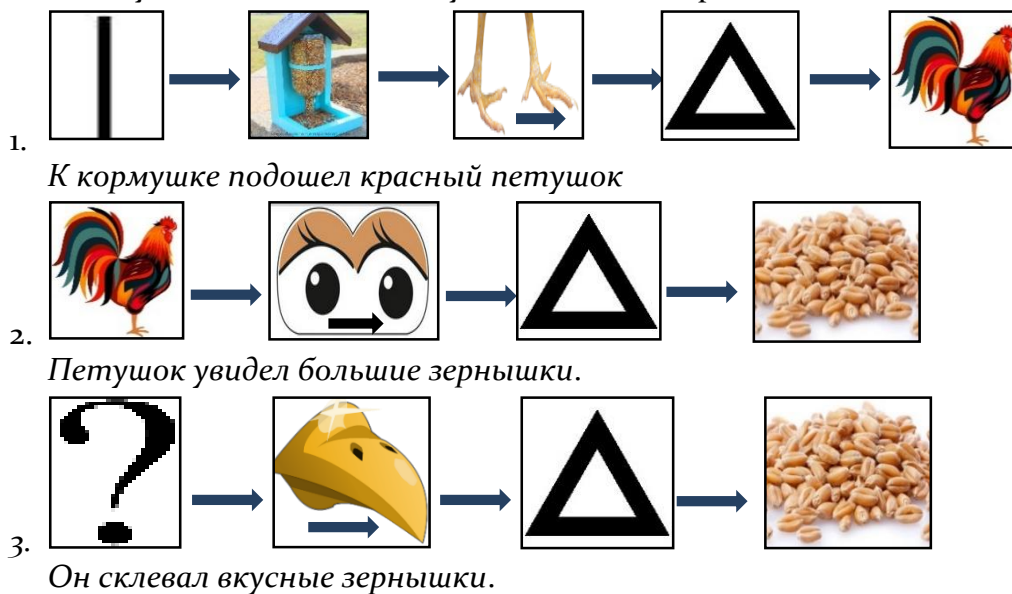 1.
К кормушке подошел красный петушок
2.
Петушок увидел большие зернышки.
?
3.
Он склевал вкусные зернышки.